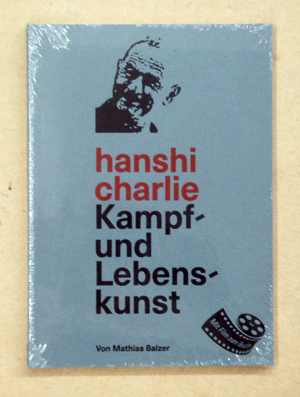 hanshi
charlie
Kampf-
und
Lebens-
kunst
Von Mathias Balzer